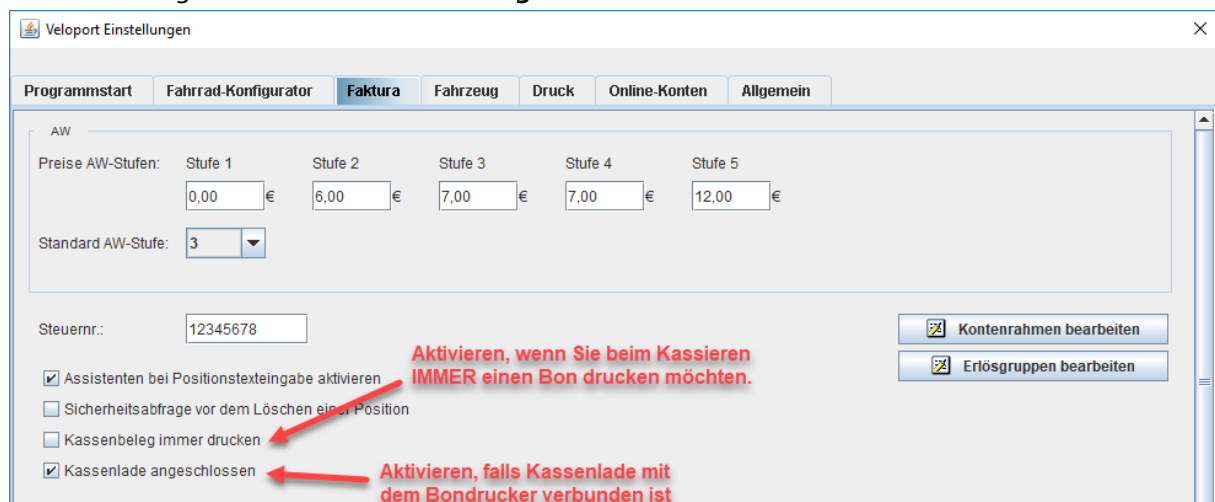 Veloport Einstellungen
Programmstart Fahrrad-Konfigurator Faktura Fahrzeug Druck Online-Konten Allgemein
AW
Preise AW-Stufen: Stufe 1 Stufe 2 Stufe 3 Stufe 4 Stufe 5
0,00 € 6,00 € 7,00 € 7,00 € 12,00 €
Standard AW-Stufe: 3
Steuernr.: 12345678
Kontenrahmen bearbeiten
Erlösgruppen bearbeiten
Aktivieren, wenn Sie beim Kassieren
IMMER einen Bon drucken möchten.
Assistenten bei Positionstexteingabe aktivieren
Sicherheitsabfrage vor dem Löschen einer Position
Kassenbeleg immer drucken
Kassenlade angeschlossen
Aktivieren, falls Kassenlade mit
dem Bondrucker verbunden ist